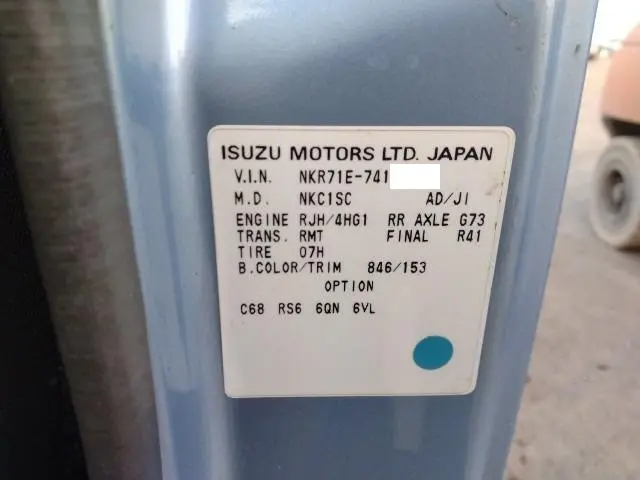 ISUZU MOTORS LTD. JAPAN
V.I.N. NKR71E-741
M.D. NKC1SC AD/JI
ENGINE RJH/4HG1 RR AXLE G73
TRANS. RMT FINAL R41
TIRE 07H
B.COLOR/TRIM 846/153
OPTION
C68 RS6 6QN 6VL